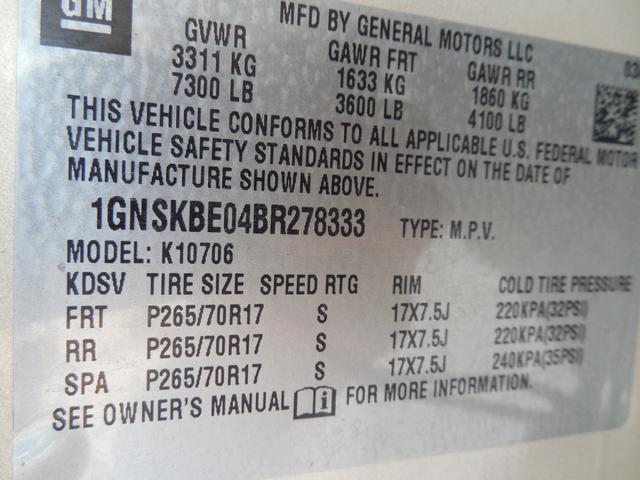 GM
MFD BY GENERAL MOTORS LLC
GVWR GAWR FRT GAWR RR
3311 KG 1633 KG 1860 KG
7300 LB 3600 LB 4100 LB
THIS VEHICLE CONFORMS TO ALL APPLICABLE U.S. FEDERAL MOTOR
VEHICLE SAFETY STANDARDS IN EFFECT ON THE DATE OF
MANUFACTURE SHOWN ABOVE.
1GNSKBE04BR278333 TYPE: M.P.V.
MODEL: K10706
KDSV TIRE SIZE SPEED RTG RIM COLD TIRE PRESSURE
FRT P265/70R17 S 17X7.5J 220KPA(32PSI)
RR P265/70R17 S 17X7.5J 220KPA(32PSI)
SPA P265/70R17 S 17X7.5J 240KPA(35PSI)
SEE OWNER'S MANUAL i FOR MORE INFORMATION.